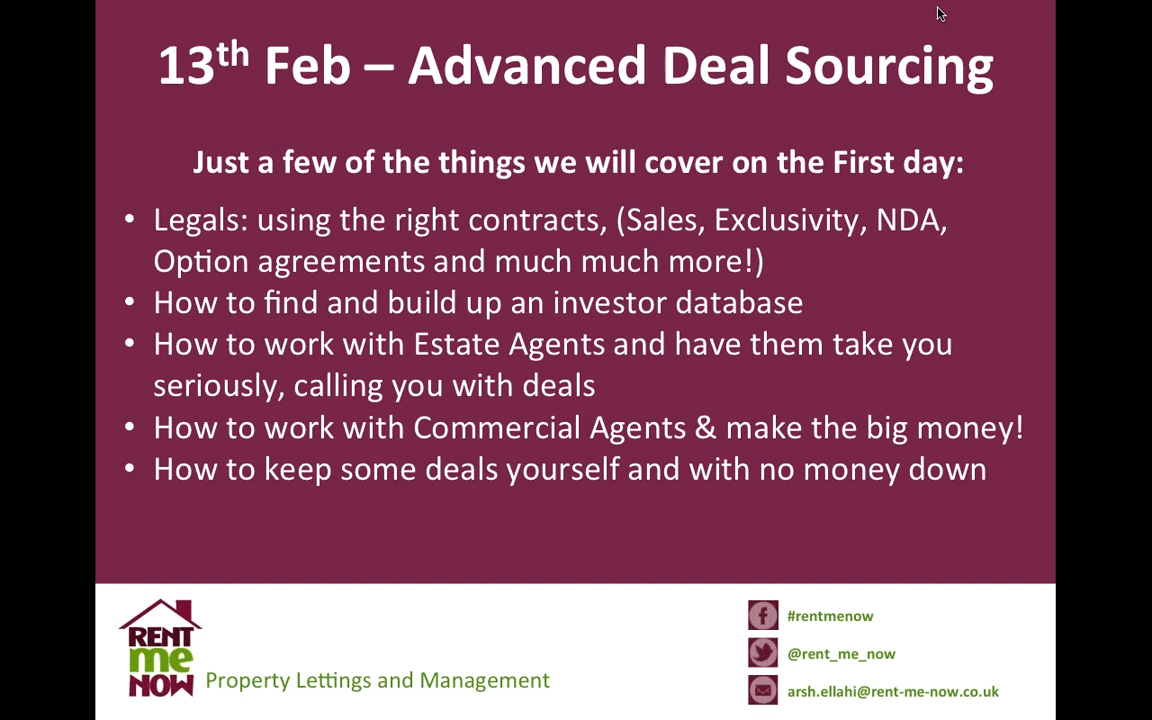 13th Feb – Advanced Deal Sourcing
Just a few of the things we will cover on the First day:
• Legals: using the right contracts, (Sales, Exclusivity, NDA,
Option agreements and much much more!)
• How to find and build up an investor database
• How to work with Estate Agents and have them take you
seriously, calling you with deals
• How to work with Commercial Agents & make the big money!
• How to keep some deals yourself and with no money down
RENT
me
NOW
Property Lettings and Management
#rentmenow
@rent_me_now
arsh.ellahi@rent-me-now.co.uk